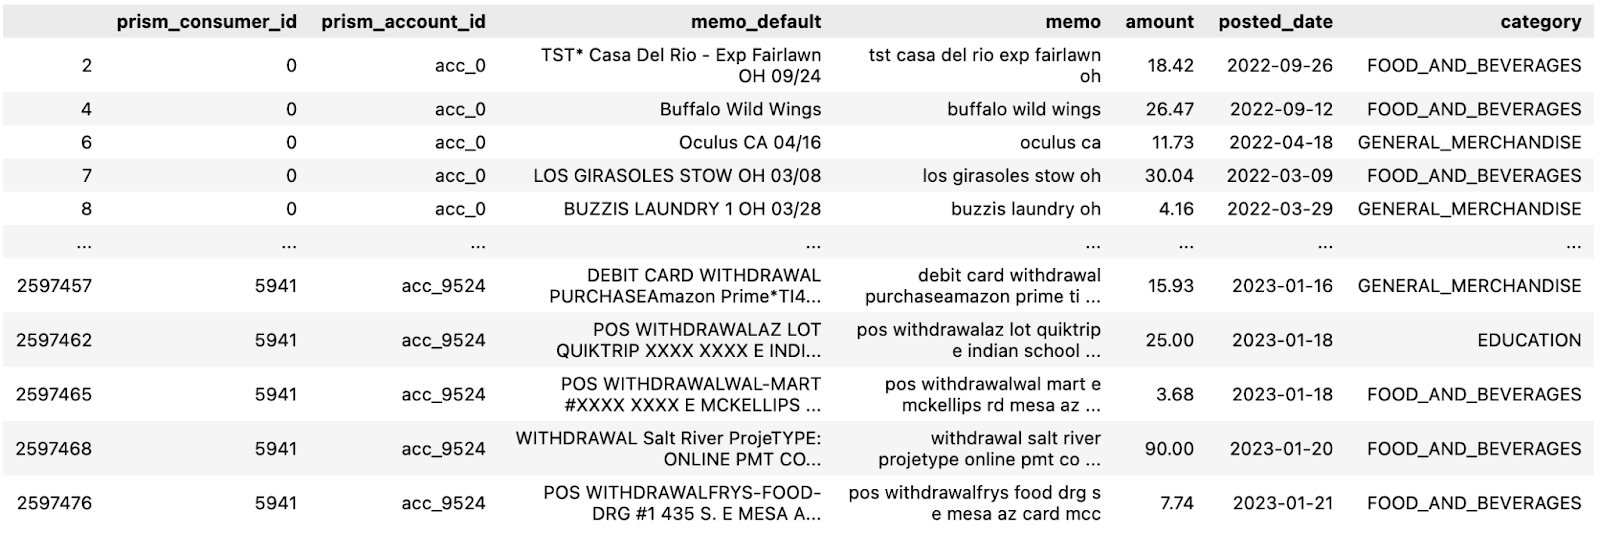 prism_consumer_id prism_account_id memo_default memo amount posted_date category
2 0 acc_0 TST* Casa Del Rio - Exp Fairlawn OH 09/24 tst casa del rio exp fairlawn oh 18.42 2022-09-26 FOOD_AND_BEVERAGES
4 0 acc_0 Buffalo Wild Wings buffalo wild wings 26.47 2022-09-12 FOOD_AND_BEVERAGES
6 0 acc_0 Oculus CA 04/16 oculus ca 11.73 2022-04-18 GENERAL_MERCHANDISE
7 0 acc_0 LOS GIRASOLES STOW OH 03/08 los girasoles stow oh 30.04 2022-03-09 FOOD_AND_BEVERAGES
8 0 acc_0 BUZZIS LAUNDRY 1 OH 03/28 buzzis laundry oh 4.16 2022-03-29 GENERAL_MERCHANDISE
... ... ... ... ... ... ... ...
2597457 5941 acc_9524 DEBIT CARD WITHDRAWAL PURCHASEAmazon Prime*TI4... debit card withdrawal purchaseamazon prime ti ... 15.93 2023-01-16 GENERAL_MERCHANDISE
2597462 5941 acc_9524 POS WITHDRAWALAZ LOT QUIKTRIP XXXX XXXX E INDI... pos withdrawalaz lot quiktrip e indian school ... 25.00 2023-01-18 EDUCATION
2597465 5941 acc_9524 POS WITHDRAWALWAL-MART #XXXX XXXX E MCKELLIPS ... pos withdrawalwal mart e mckellips rd mesa az ... 3.68 2023-01-18 FOOD_AND_BEVERAGES
2597468 5941 acc_9524 WITHDRAWAL Salt River ProjeTYPE: ONLINE PMT CO... withdrawal salt river projetype online pmt co ... 90.00 2023-01-20 FOOD_AND_BEVERAGES
2597476 5941 acc_9524 POS WITHDRAWALFRYS-FOOD-DRG #1 435 S. E MESA A... pos withdrawalfrys food drg s e mesa az card mcc 7.74 2023-01-21 FOOD_AND_BEVERAGES